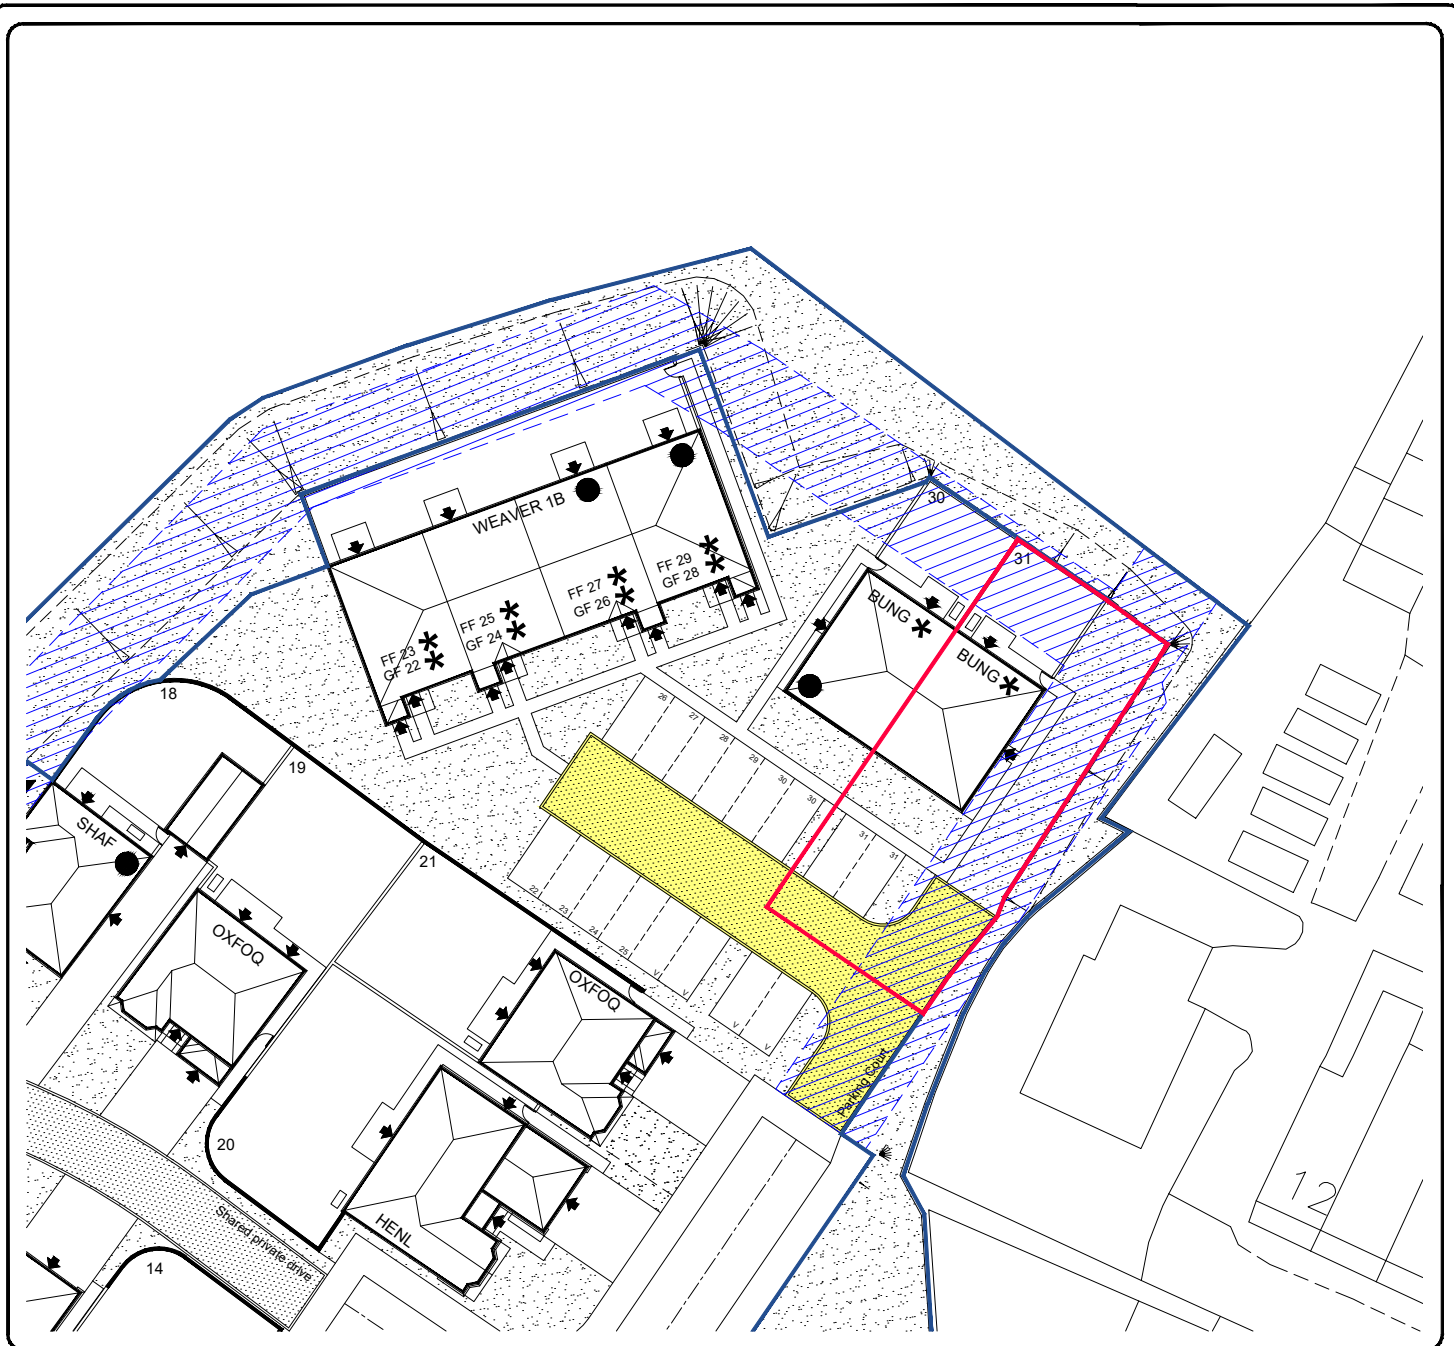 30
31
WEAVER 1B
BUNG
BUNG
FF 29
GF 28
FF 27
GF 26
FF 25
GF 24
FF 23
GF 22
18
19
21
26
27
28
29
30
30
31
31
22
23
24
25
V
V
V
V
SHAF
OXFOQ
OXFOQ
Parking Court
20
HENL
Shared private drive
14
12